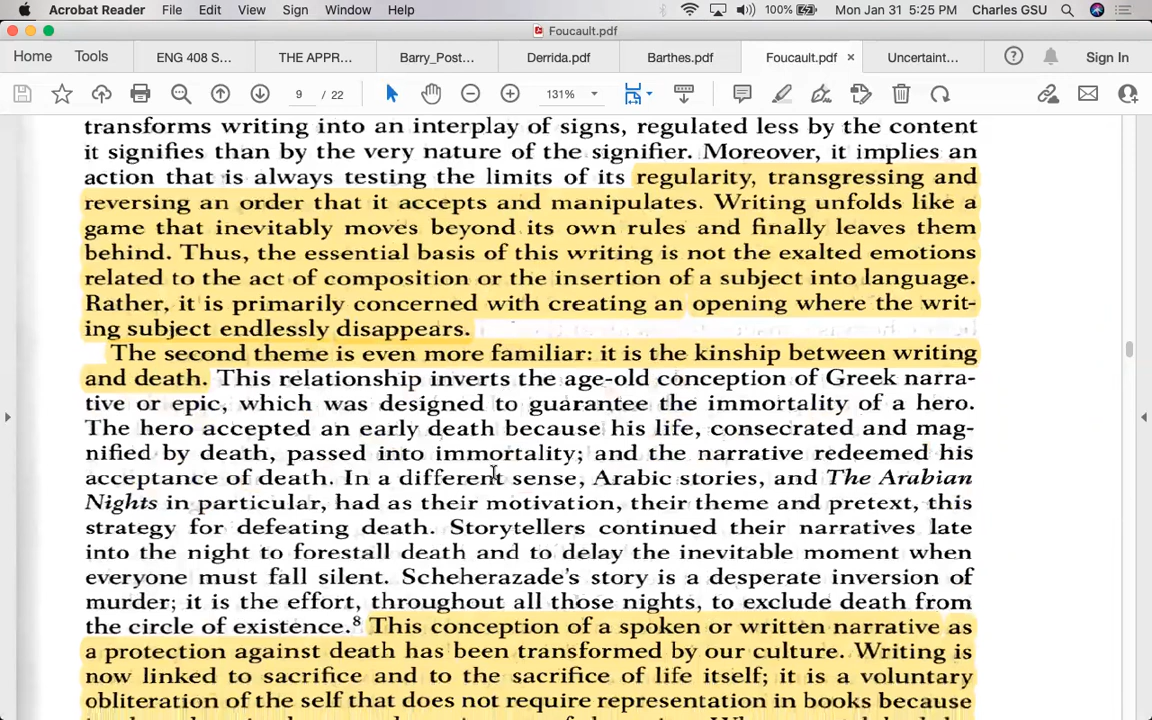 Acrobat Reader File Edit View Sign Window Help 100% Mon Jan 31 5:25 PM Charles GSU
Foucault.pdf
Home Tools ENG 408 S... THE APPR... Barry_Post... Derrida.pdf Barthes.pdf Foucault.pdf × Uncertaint... Sign In
9 / 22 131%
transforms writing into an interplay of signs, regulated less by the content
it signifies than by the very nature of the signifier. Moreover, it implies an
action that is always testing the limits of its regularity, transgressing and
reversing an order that it accepts and manipulates. Writing unfolds like a
game that inevitably moves beyond its own rules and finally leaves them
behind. Thus, the essential basis of this writing is not the exalted emotions
related to the act of composition or the insertion of a subject into language.
Rather, it is primarily concerned with creating an opening where the writ-
ing subject endlessly disappears.
The second theme is even more familiar: it is the kinship between writing
and death. This relationship inverts the age-old conception of Greek narra-
tive or epic, which was designed to guarantee the immortality of a hero.
The hero accepted an early death because his life, consecrated and mag-
nified by death, passed into immortality; and the narrative redeemed his
acceptance of death. In a different sense, Arabic stories, and The Arabian
Nights in particular, had as their motivation, their theme and pretext, this
strategy for defeating death. Storytellers continued their narratives late
into the night to forestall death and to delay the inevitable moment when
everyone must fall silent. Scheherazade's story is a desperate inversion of
murder; it is the effort, throughout all those nights, to exclude death from
the circle of existence.⁸ This conception of a spoken or written narrative as
a protection against death has been transformed by our culture. Writing is
now linked to sacrifice and to the sacrifice of life itself; it is a voluntary
obliteration of the self that does not require representation in books because